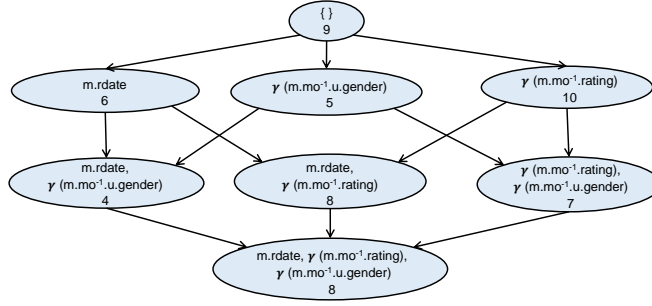 { }
9
m.rdate
6
γ (m.mo⁻¹.u.gender)
5
γ (m.mo⁻¹.rating)
10
m.rdate,
γ (m.mo⁻¹.u.gender)
4
m.rdate,
γ (m.mo⁻¹.rating)
8
γ (m.mo⁻¹.rating),
γ (m.mo⁻¹.u.gender)
7
m.rdate, γ (m.mo⁻¹.rating),
γ (m.mo⁻¹.u.gender)
8